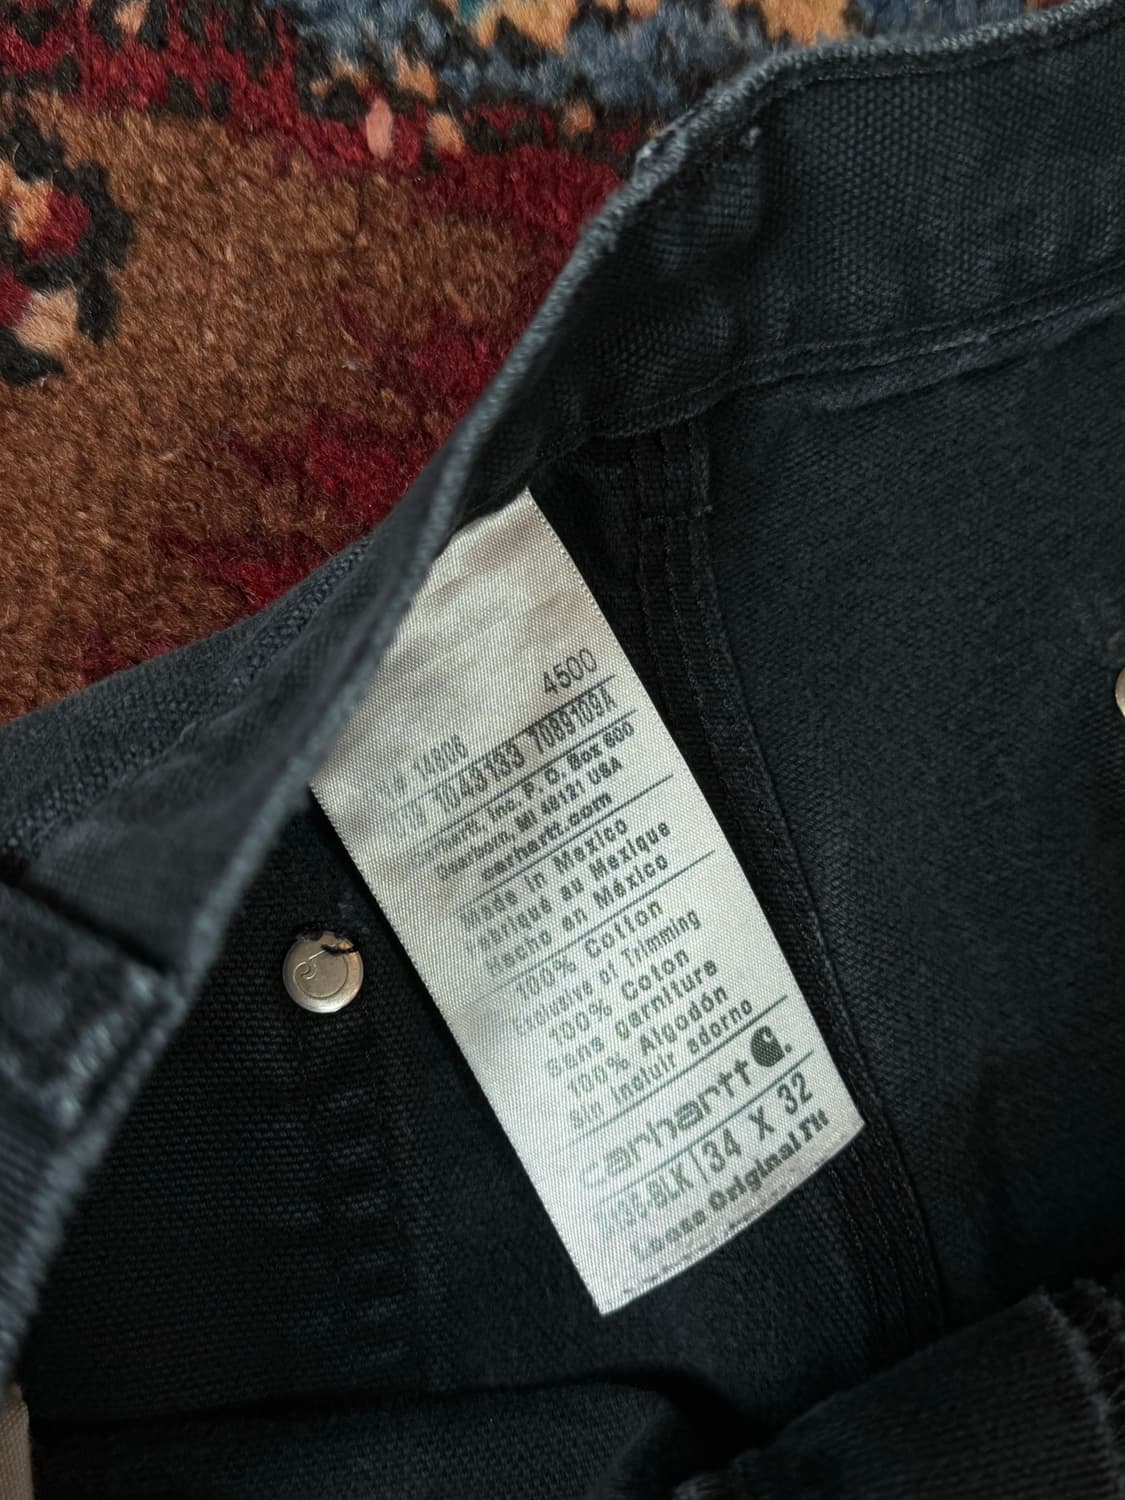 4500
14806
1043133 7089109A
Carhartt, Inc. P. O. Box 600
Dearborn, MI 48121 USA
carhartt.com
Made in Mexico
Fabriqué au Mexique
Hecho en México
100% Cotton
Exclusive of Trimming
100% Coton
Sans garniture
100% Algodón
Sin incluir adorno
carhartt
B136-BLK | 34 X 32
Loose Original Fit